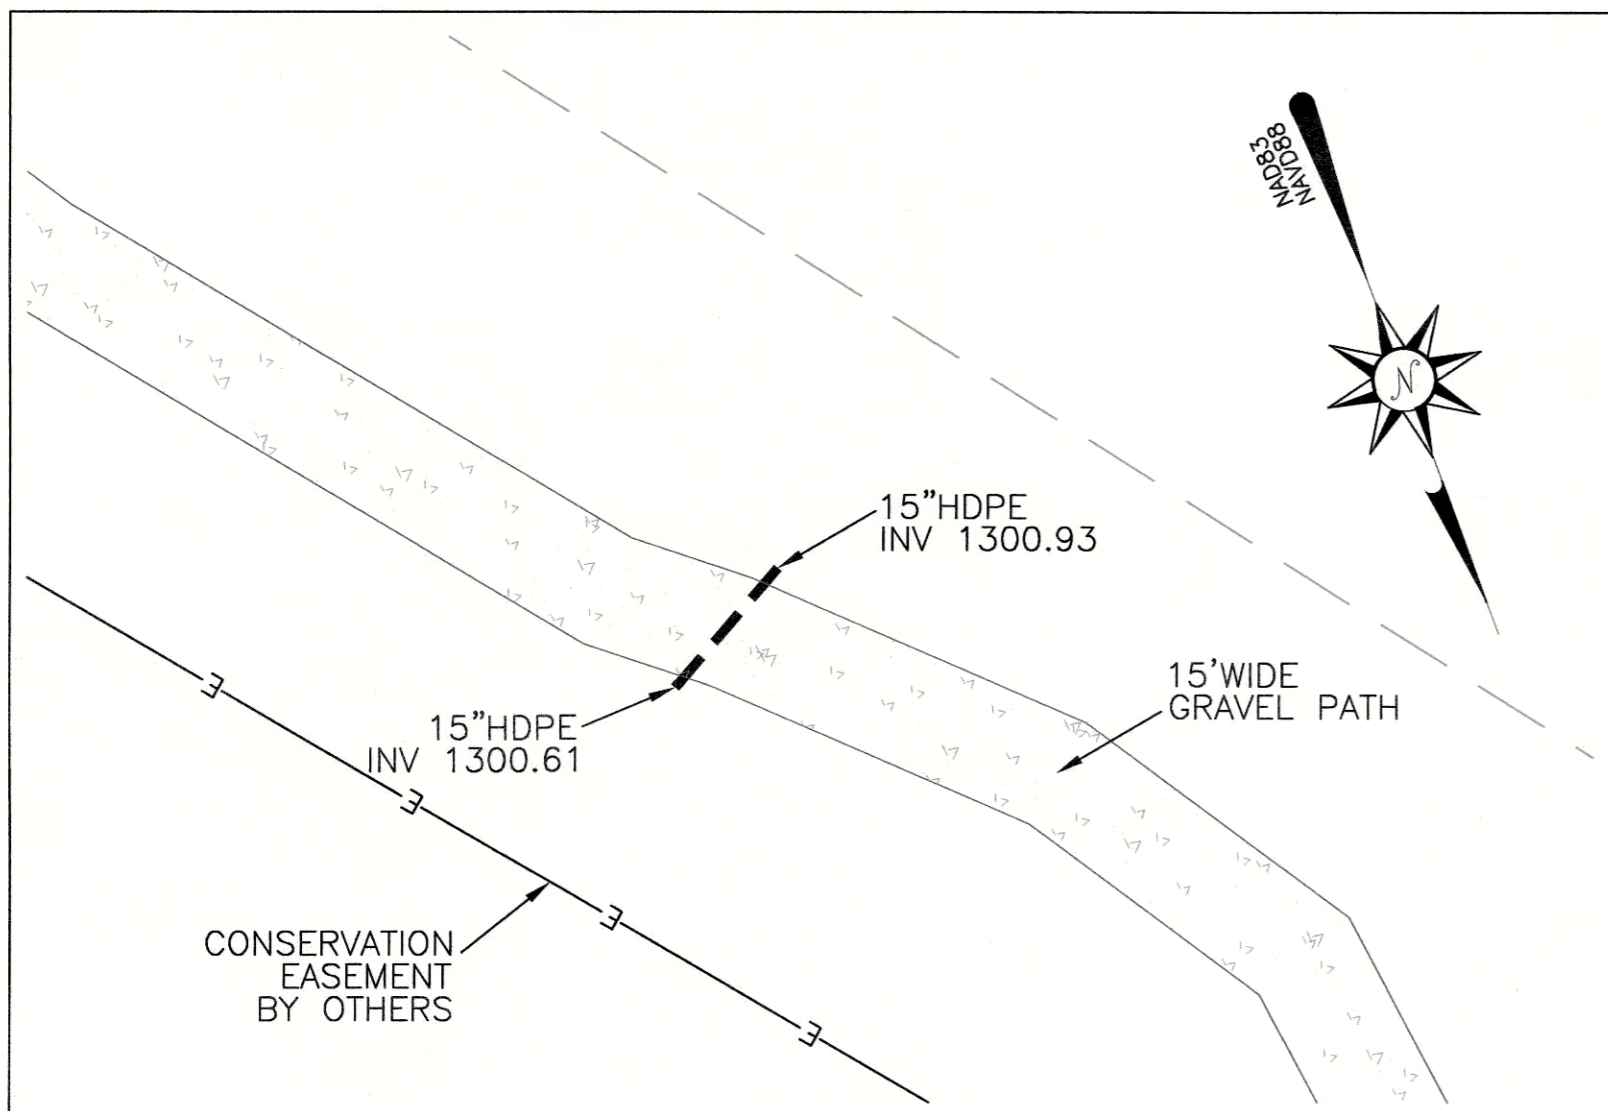 NAD83
NAVD88
N
15"HDPE
INV 1300.93
15'WIDE
GRAVEL PATH
15"HDPE
INV 1300.61
E
E
E
E
CONSERVATION
EASEMENT
BY OTHERS